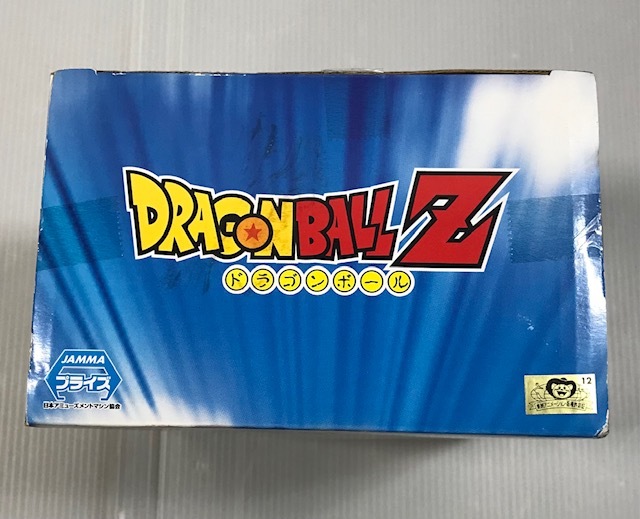 DRAGONBALL Z
ドラゴンボール
JAMMA
プライズ
日本アミューズメントマシン協会
12